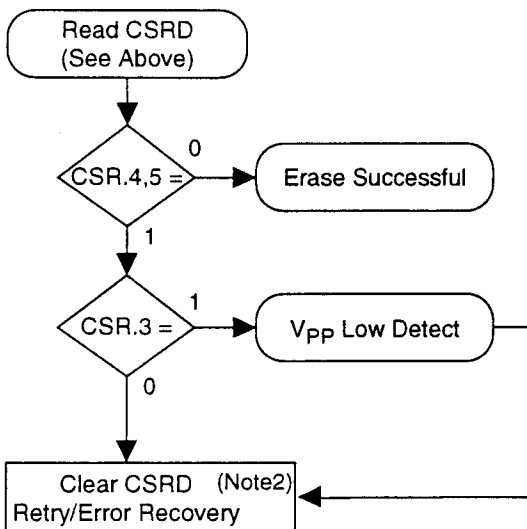 Read CSRD
(See Above)
0
CSR.4,5 =
Erase Successful
1
1
CSR.3 =
VPP Low Detect
0
Clear CSRD (Note2)
Retry/Error Recovery